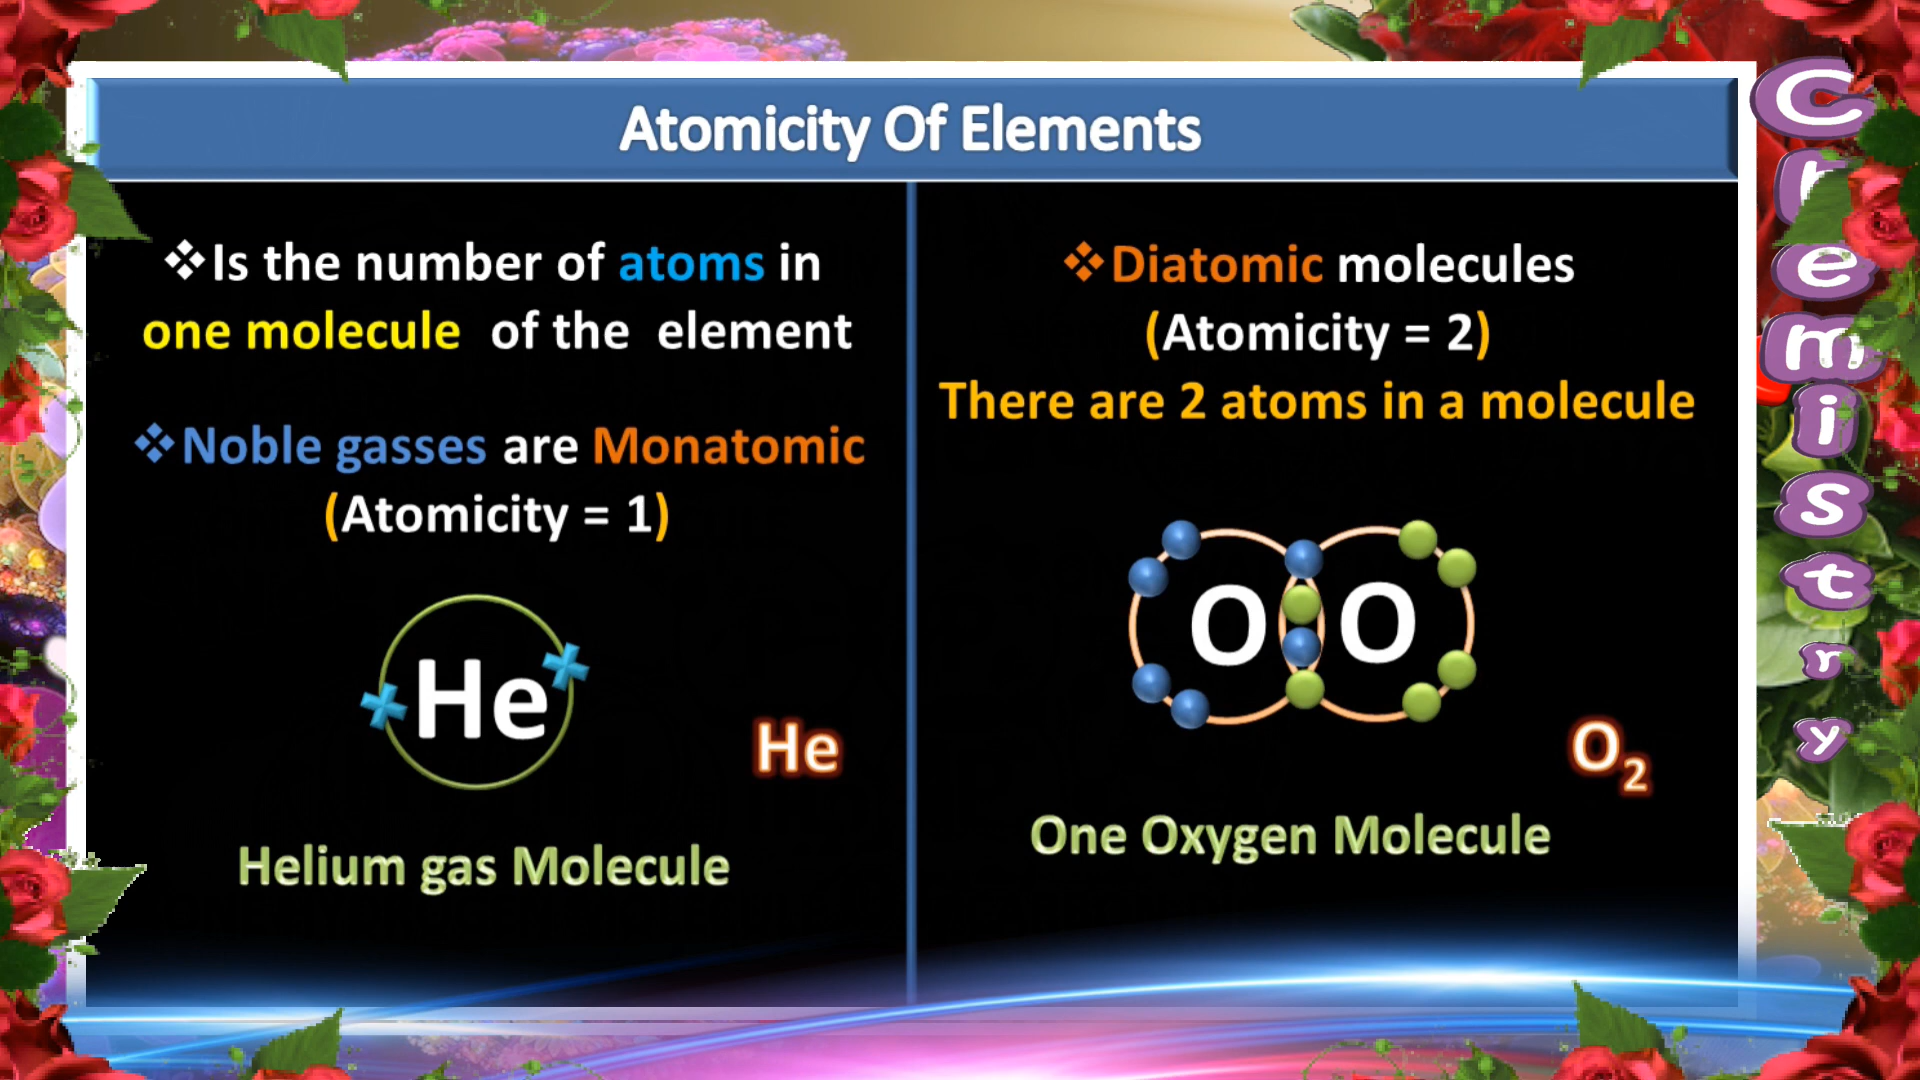 Atomicity Of Elements
❖Is the number of atoms in
one molecule of the element
❖Noble gasses are Monatomic
(Atomicity = 1)
He
He
Helium gas Molecule
❖Diatomic molecules
(Atomicity = 2)
There are 2 atoms in a molecule
O O
O₂
One Oxygen Molecule
Chemistry